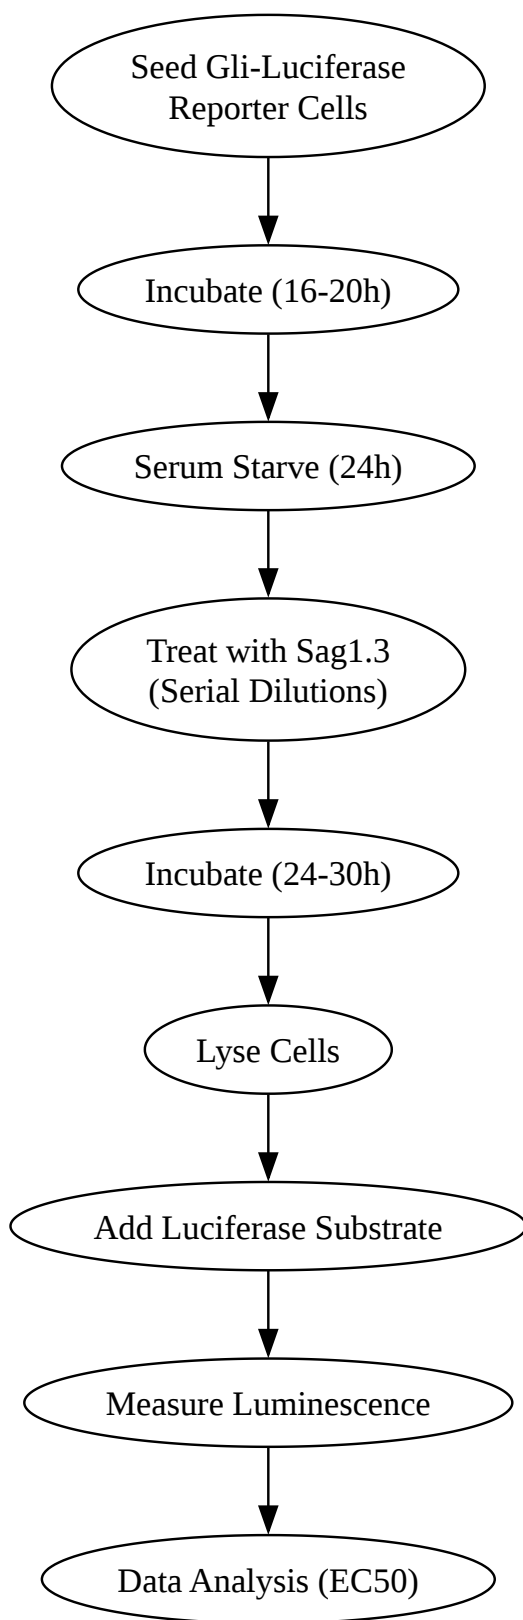 Seed Gli-Luciferase
Reporter Cells
Incubate (16-20h)
Serum Starve (24h)
Treat with Sag1.3
(Serial Dilutions)
Incubate (24-30h)
Lyse Cells
Add Luciferase Substrate
Measure Luminescence
Data Analysis (EC50)